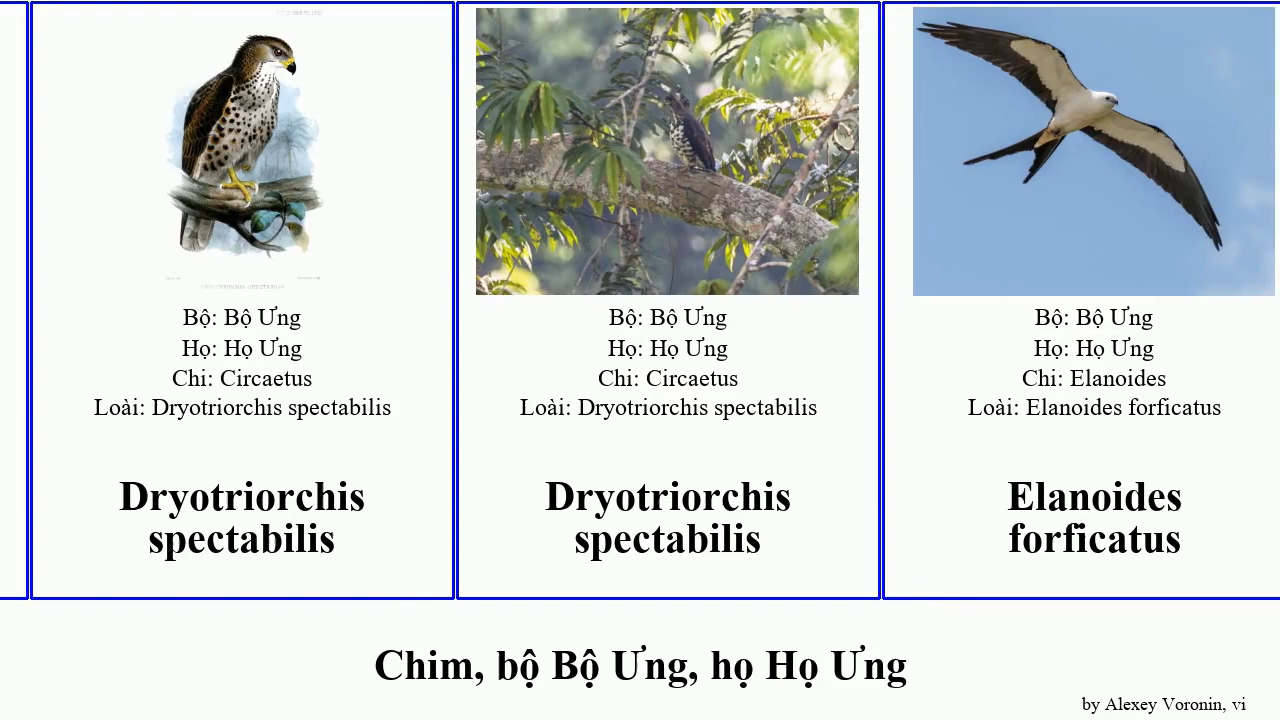 Bộ: Bộ Ưng
Họ: Họ Ưng
Chi: Circaetus
Loài: Dryotriorchis spectabilis
Dryotriorchis
spectabilis
Bộ: Bộ Ưng
Họ: Họ Ưng
Chi: Circaetus
Loài: Dryotriorchis spectabilis
Dryotriorchis
spectabilis
Bộ: Bộ Ưng
Họ: Họ Ưng
Chi: Elanoides
Loài: Elanoides forficatus
Elanoides
forficatus
Chim, bộ Bộ Ưng, họ Họ Ưng
by Alexey Voronin, vi